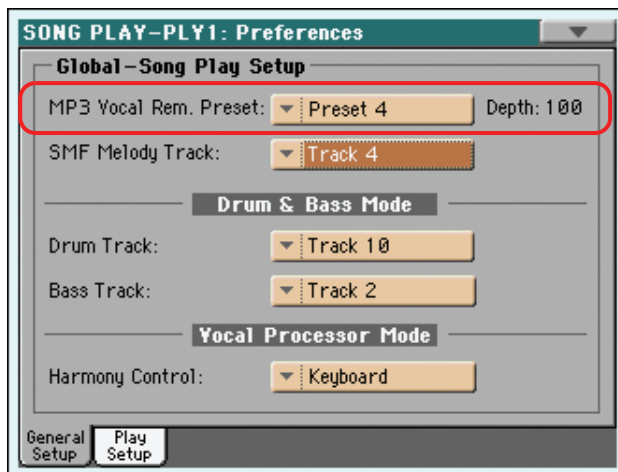 SONG PLAY-PLY1: Preferences
Global-Song Play Setup
MP3 Vocal Rem. Preset: Preset 4 Depth: 100
SMF Melody Track: Track 4
Drum & Bass Mode
Drum Track: Track 10
Bass Track: Track 2
Vocal Processor Mode
Harmony Control: Keyboard
General Setup
Play Setup